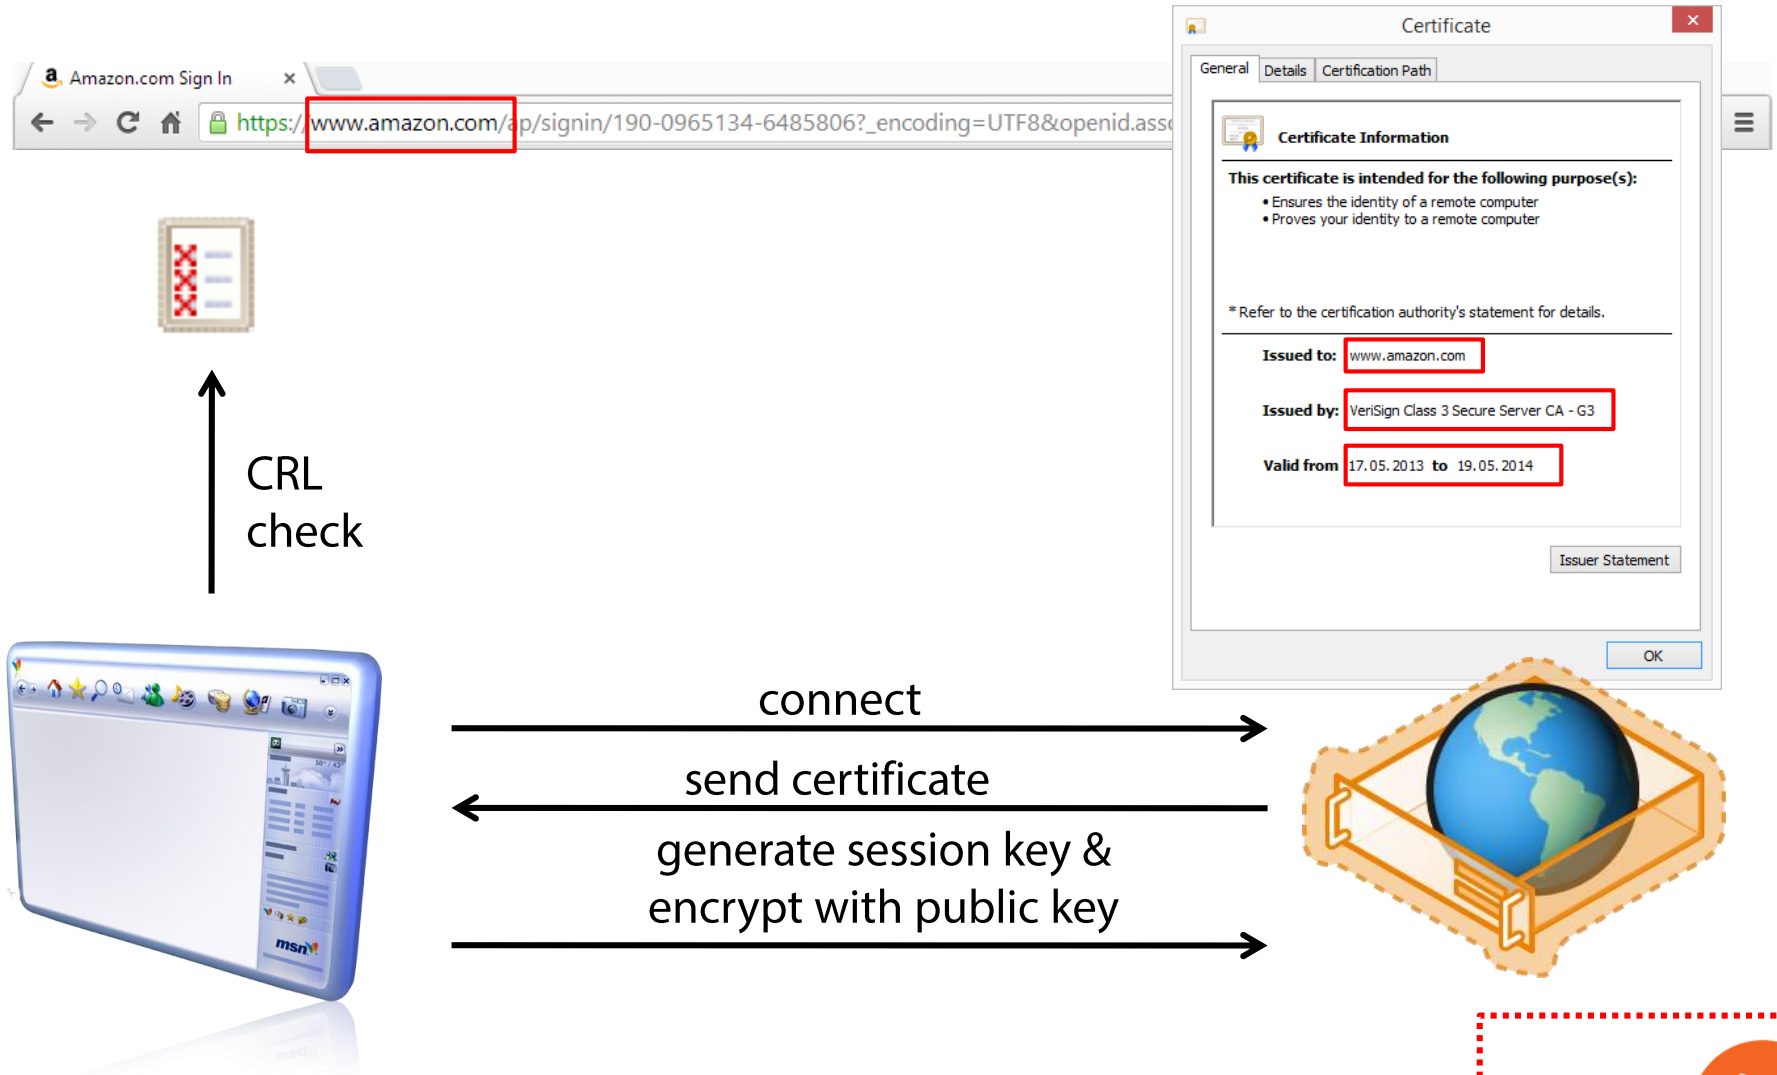 Certificate
Amazon.com Sign In
General Details Certification Path
https://www.amazon.com/ap/signin/190-0965134-6485806?_encoding=UTF8&openid.asso
Certificate Information
This certificate is intended for the following purpose(s):
• Ensures the identity of a remote computer
• Proves your identity to a remote computer
* Refer to the certification authority's statement for details.
Issued to: www.amazon.com
Issued by: VeriSign Class 3 Secure Server CA - G3
Valid from 17.05.2013 to 19.05.2014
Issuer Statement
OK
CRL
check
connect
send certificate
generate session key &
encrypt with public key
msn